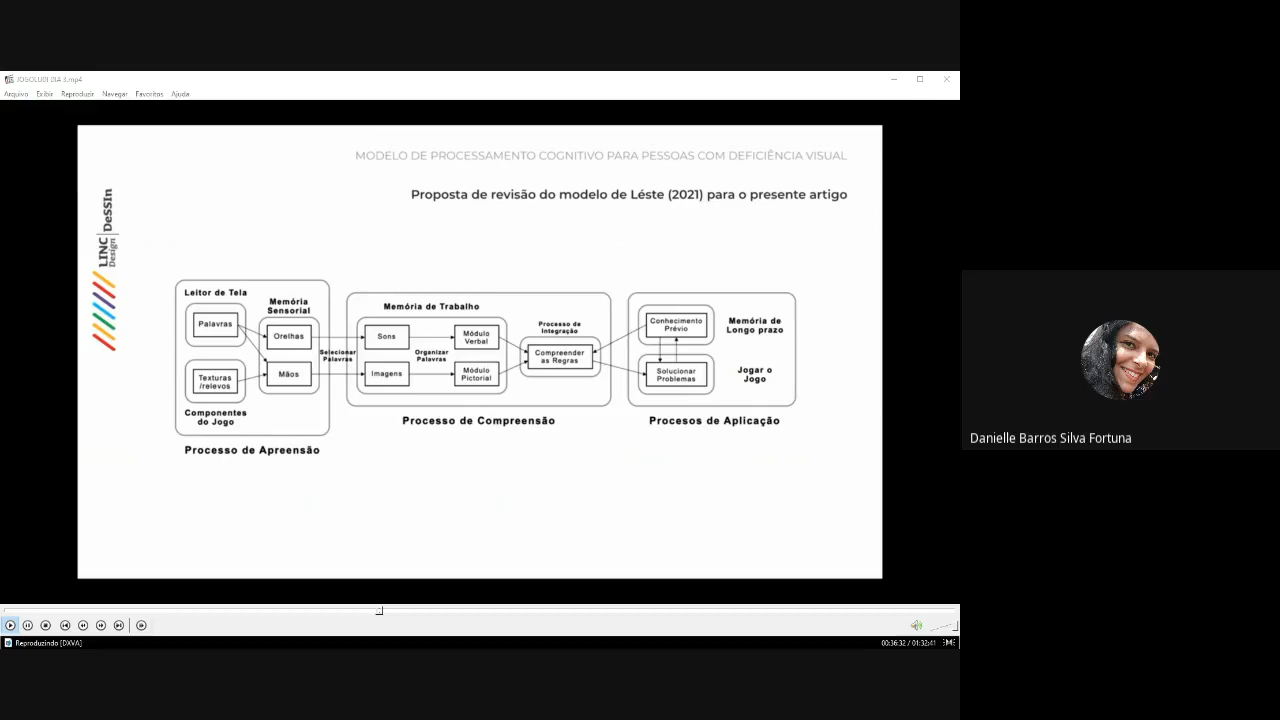 JOGOLUDI DIA 3.mp4
Arquivo Exibir Reproduzir Navegar Favoritos Ajuda
MODELO DE PROCESSAMENTO COGNITIVO PARA PESSOAS COM DEFICIÊNCIA VISUAL
Proposta de revisão do modelo de Léste (2021) para o presente artigo
LINC Design
DeSSIn
Leitor de Tela
Palavras
Texturas
/relevos
Componentes
do Jogo
Memória
Sensorial
Orelhas
Mãos
Processo de Apreensão
Selecionar
Palavras
Memória de Trabalho
Sons
Imagens
Organizar
Palavras
Módulo
Verbal
Módulo
Pictorial
Processo de
Integração
Compreender
as Regras
Processo de Compreensão
Conhecimento
Prévio
Solucionar
Problemas
Memória de
Longo prazo
Jogar o
Jogo
Procesos de Aplicação
Danielle Barros Silva Fortuna
Reproduzindo [DXVA]
00:36:32 / 01:32:41